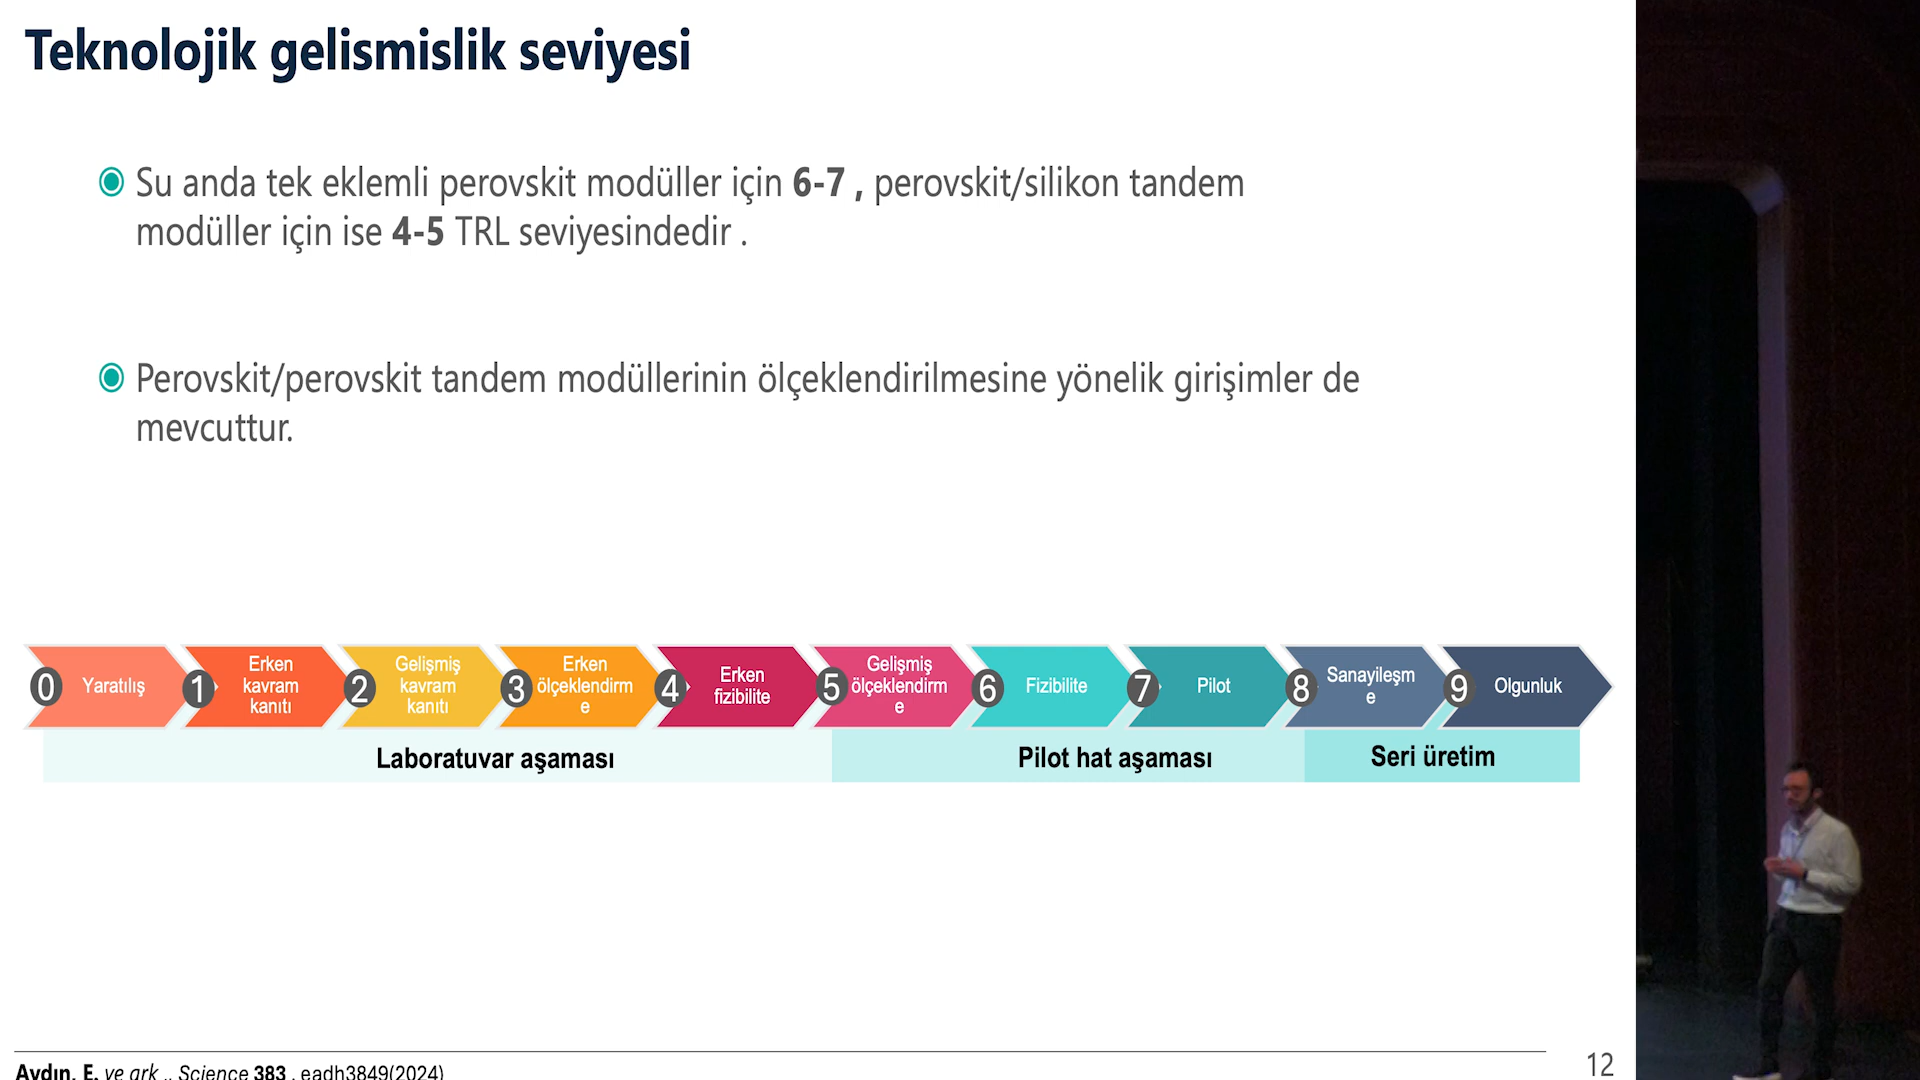 Teknolojik gelismislik seviyesi
Su anda tek eklemli perovskit modüller için 6-7 , perovskit/silikon tandem
modüller için ise 4-5 TRL seviyesindedir .
Perovskit/perovskit tandem modüllerinin ölçeklendirilmesine yönelik girişimler de
mevcuttur.
0 Yaratılış
1 Erken
kavram
kanıtı
2 Gelişmiş
kavram
kanıtı
3 Erken
ölçeklendirm
e
4 Erken
fizibilite
5 Gelişmiş
ölçeklendirm
e
6 Fizibilite
7 Pilot
8 Sanayileşm
e
9 Olgunluk
Laboratuvar aşaması
Pilot hat aşaması
Seri üretim
Aydın, E. ve ark ., Science 383 , eadh3849(2024)
12